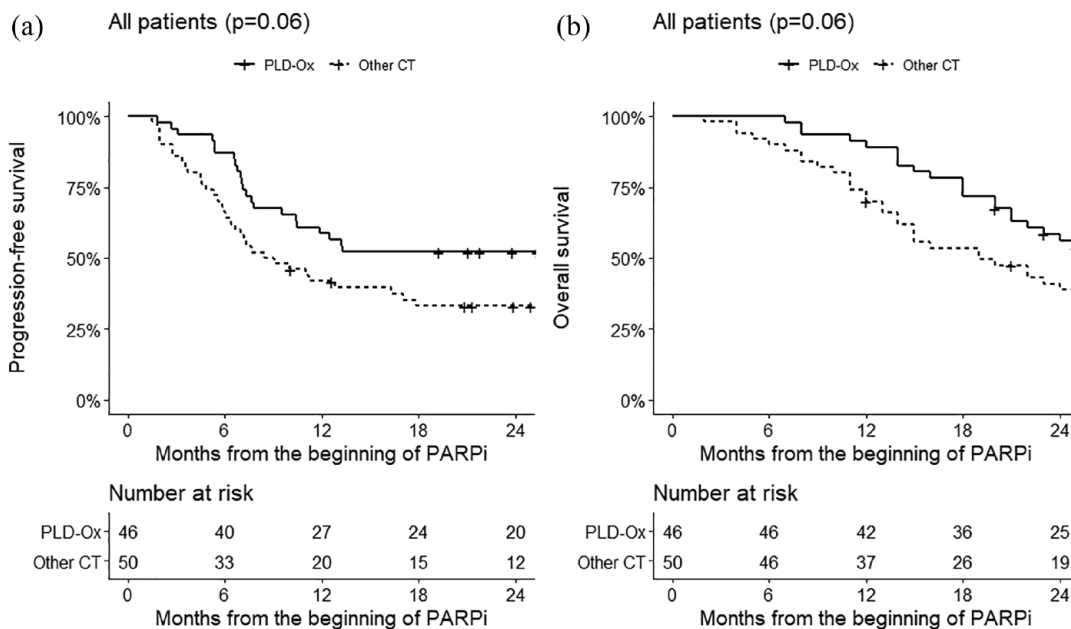 (a)
All patients (p=0.06)
PLD-Ox Other CT
100%
75%
50%
25%
0%
Progression-free survival
0 6 12 18 24
Months from the beginning of PARPi
Number at risk
PLD-Ox 46 40 27 24 20
Other CT 50 33 20 15 12
0 6 12 18 24
Months from the beginning of PARPi
(b)
All patients (p=0.06)
PLD-Ox Other CT
100%
75%
50%
25%
0%
Overall survival
0 6 12 18 24
Months from the beginning of PARPi
Number at risk
PLD-Ox 46 46 42 36 25
Other CT 50 46 37 26 19
0 6 12 18 24
Months from the beginning of PARPi